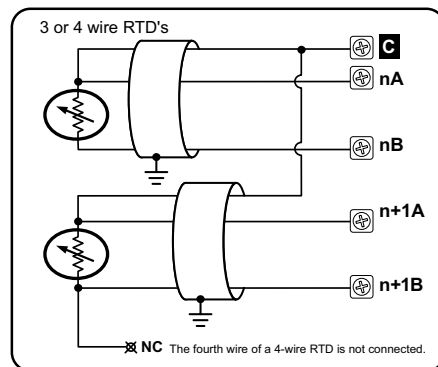 3 or 4 wire RTD's
C
nA
nB
n+1A
n+1B
NC The fourth wire of a 4-wire RTD is not connected.